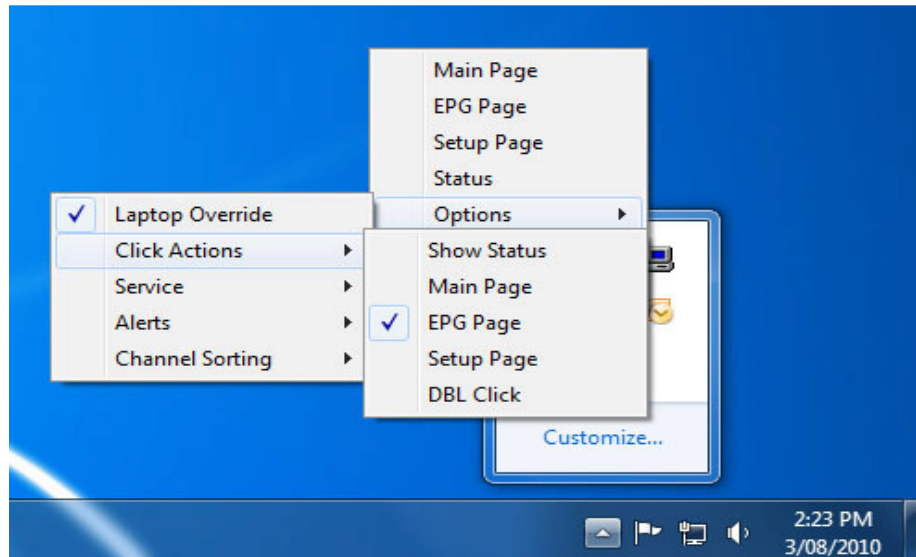 Main Page
EPG Page
Setup Page
Status
Options
Laptop Override
Click Actions
Service
Alerts
Channel Sorting
Show Status
Main Page
EPG Page
Setup Page
DBL Click
Customize...
2:23 PM
3/08/2010